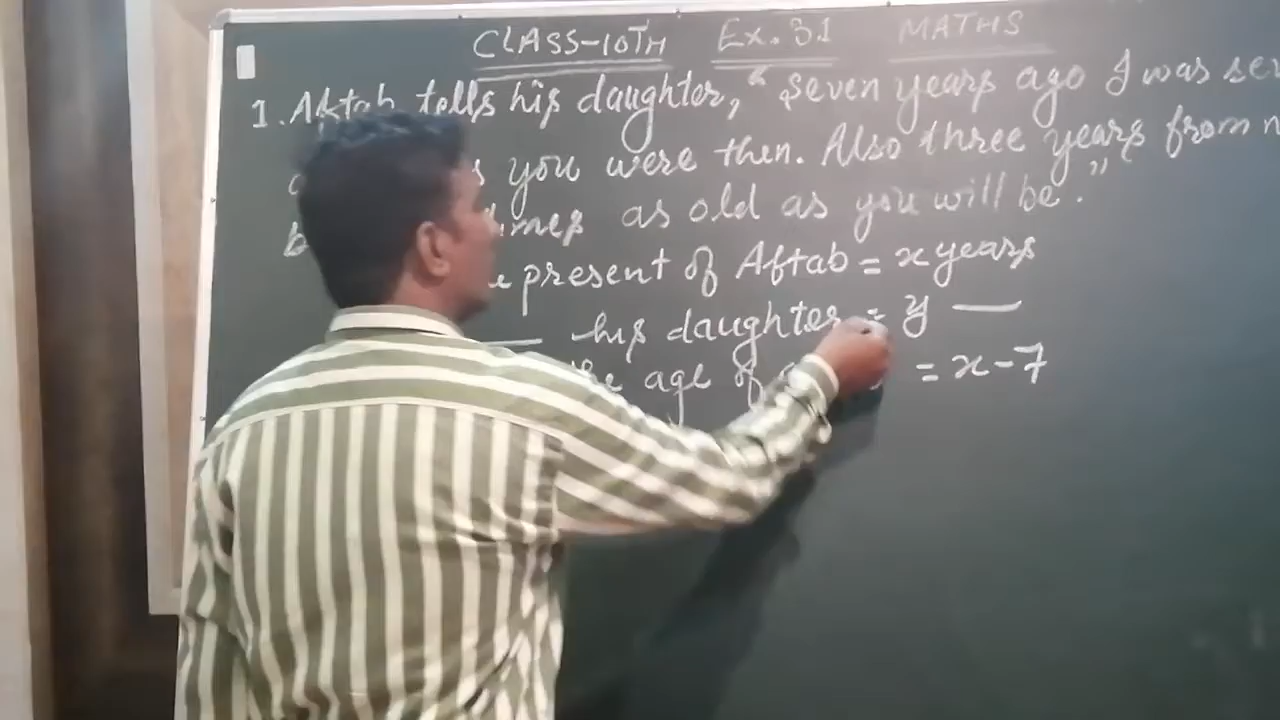 CLASS-10TH Ex. 3.1 MATHS
1. Aftab tells his daughter, "Seven years ago I was
you were then. Also three years from
as old as you will be."
present of Aftab = x years
his daughter = y —
age of = x-7